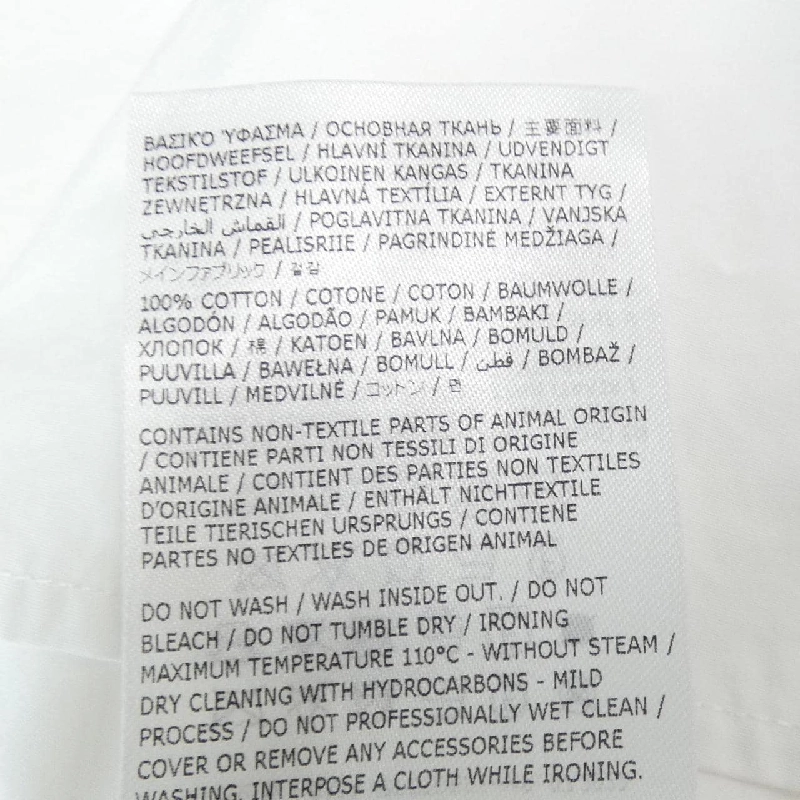 ΒΑΣΙΚΌ ΎΦΑΣΜΑ / ОСНОВНАЯ ТКАНЬ / 主要面料 /
HOOFDWEEFSEL / HLAVNÍ TKANINA / UDVENDIGT
TEKSTILSTOF / ULKOINEN KANGAS / TKANINA
ZEWNĘTRZNA / HLAVNÁ TEXTÍLIA / EXTERNT TYG /
القماش الخارجي / POGLAVITNA TKANINA / VANJSKA
TKANINA / PEALISRIIE / PAGRINDINĖ MEDŽIAGA /
メインファブリック / 겉감
100% COTTON / COTONE / COTON / BAUMWOLLE /
ALGODÓN / ALGODÃO / PAMUK / ΒΑΜΒΆΚΙ /
ХЛОПОК / 棉 / KATOEN / BAVLNA / BOMULD /
PUUVILLA / BAWEŁNA / BOMULL / قطن / BOMBAŽ /
PUUVILL / MEDVILNĖ / コットン / 면
CONTAINS NON-TEXTILE PARTS OF ANIMAL ORIGIN
/ CONTIENE PARTI NON TESSILI DI ORIGINE
ANIMALE / CONTIENT DES PARTIES NON TEXTILES
D'ORIGINE ANIMALE / ENTHÄLT NICHTTEXTILE
TEILE TIERISCHEN URSPRUNGS / CONTIENE
PARTES NO TEXTILES DE ORIGEN ANIMAL
DO NOT WASH / WASH INSIDE OUT. / DO NOT
BLEACH / DO NOT TUMBLE DRY / IRONING
MAXIMUM TEMPERATURE 110°C - WITHOUT STEAM /
DRY CLEANING WITH HYDROCARBONS - MILD
PROCESS / DO NOT PROFESSIONALLY WET CLEAN /
COVER OR REMOVE ANY ACCESSORIES BEFORE
WASHING. INTERPOSE A CLOTH WHILE IRONING.